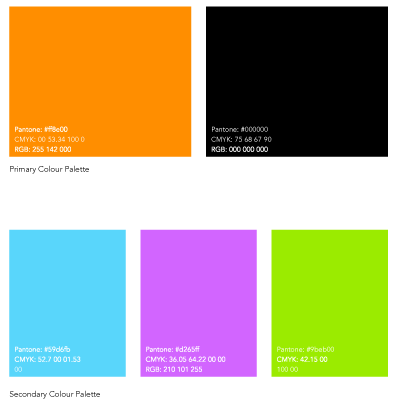 Pantone: #ff8e00
CMYK: 00 53.34 100 0
RGB: 255 142 000
Pantone: #000000
CMYK: 75 68 67 90
RGB: 000 000 000
Primary Colour Palette
Pantone: #59d6fb
CMYK: 52.7 00 01.53
00
Pantone: #d265ff
CMYK: 36.05 64.22 00 00
RGB: 210 101 255
Pantone: #9beb00
CMYK: 42.15 00
100 00
Secondary Colour Palette